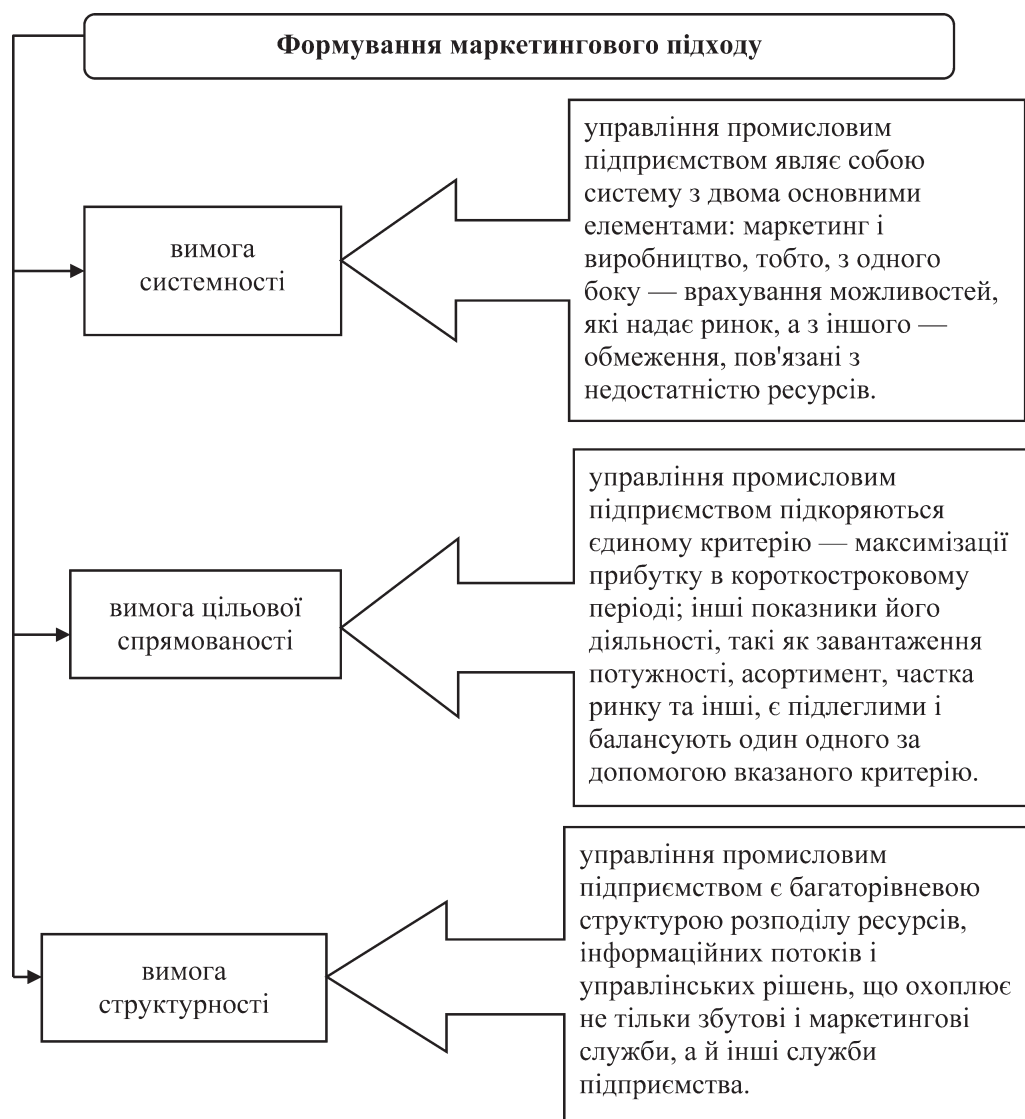 Формування маркетингового підходу
вимога
системності
управління промисловим
підприємством являє собою
систему з двома основними
елементами: маркетинг і
виробництво, тобто, з одного
боку — врахування можливостей,
які надає ринок, а з іншого —
обмеження, пов'язані з
недостатністю ресурсів.
вимога цільової
спрямованості
управління промисловим
підприємством підкоряються
єдиному критерію — максимізації
прибутку в короткостроковому
періоді; інші показники його
діяльності, такі як завантаження
потужності, асортимент, частка
ринку та інші, є підлеглими і
балансують один одного за
допомогою вказаного критерію.
вимога
структурності
управління промисловим
підприємством є багаторівневою
структурою розподілу ресурсів,
інформаційних потоків і
управлінських рішень, що охоплює
не тільки збутові і маркетингові
служби, а й інші служби
підприємства.